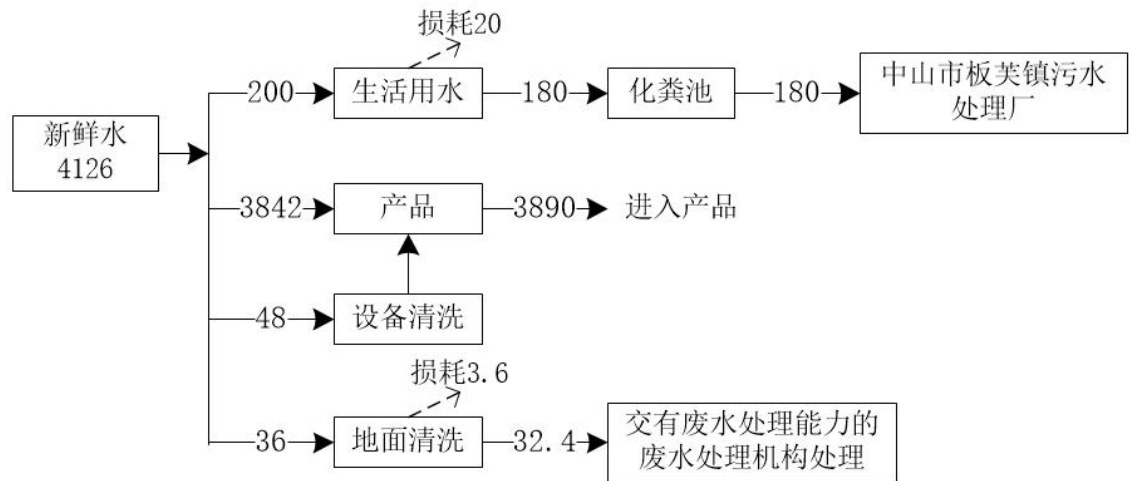 损耗20
200
生活用水
180
化粪池
180
中山市板芙镇污水
处理厂
新鲜水
4126
3842
产品
3890
进入产品
48
设备清洗
损耗3.6
36
地面清洗
32.4
交有废水处理能力的
废水处理机构处理